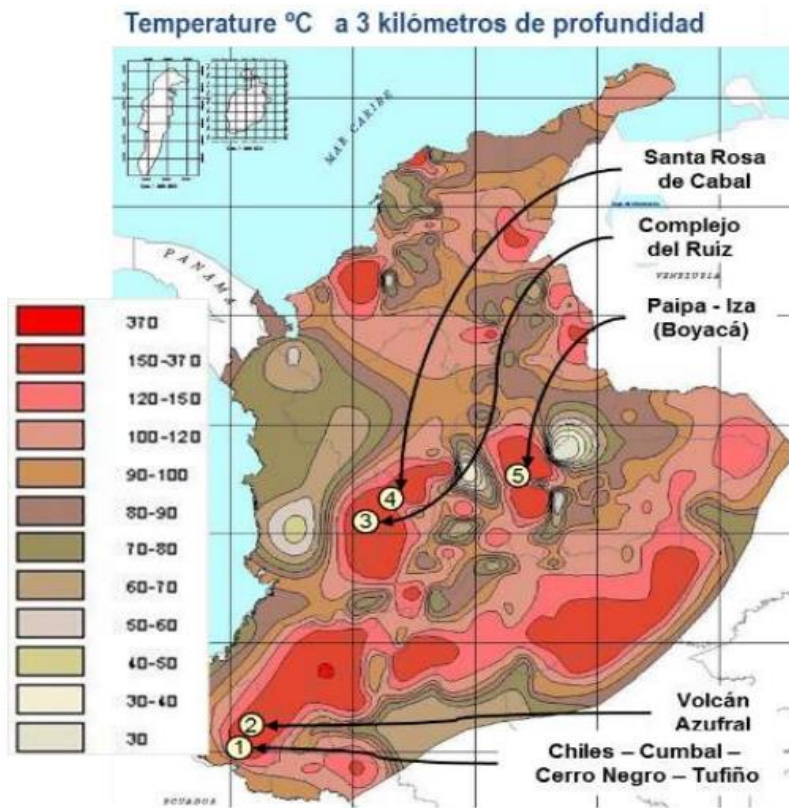 Temperature ºC a 3 kilómetros de profundidad
MAR CARIBE
PANAMA
VENEZUELA
Santa Rosa
de Cabal
Complejo
del Ruiz
Paipa - Iza
(Boyacá)
370
150-370
120-150
100-120
90-100
80-90
70-80
60-70
50-60
40-50
30-40
30
5
4
3
2
1
Volcán
Azufral
Chiles – Cumbal –
Cerro Negro – Tufiño
ECUADOR